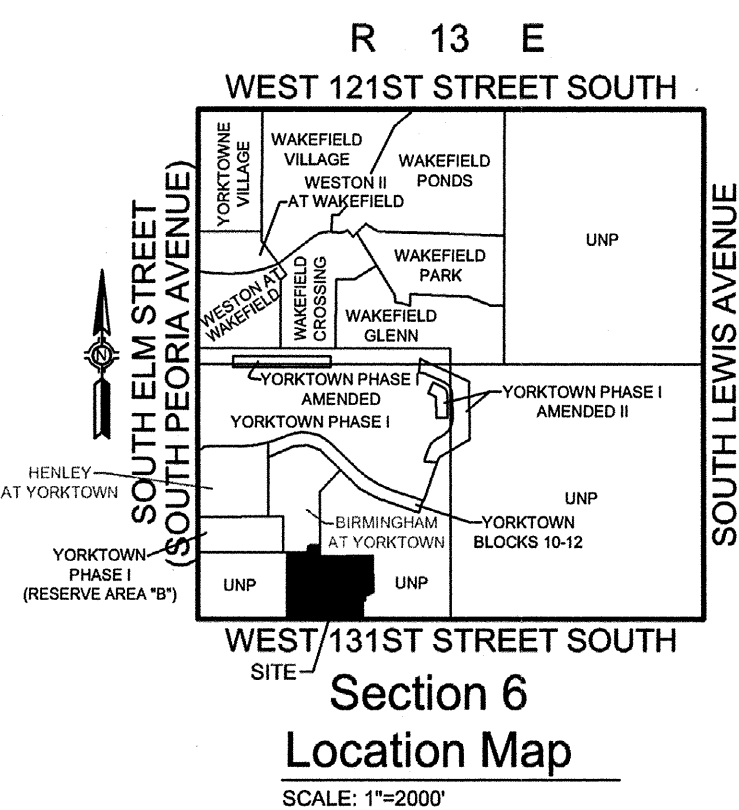 R 13 E
WEST 121ST STREET SOUTH
SOUTH ELM STREET
(SOUTH PEORIA AVENUE)
SOUTH LEWIS AVENUE
YORKTOWNE
VILLAGE
WAKEFIELD
VILLAGE
WESTON II
AT WAKEFIELD
WAKEFIELD
PONDS
UNP
WAKEFIELD
PARK
WESTON AT
WAKEFIELD
WAKEFIELD
CROSSING
WAKEFIELD
GLENN
N
YORKTOWN PHASE I
AMENDED
YORKTOWN PHASE I
YORKTOWN PHASE I
AMENDED II
HENLEY
AT YORKTOWN
UNP
BIRMINGHAM
AT YORKTOWN
YORKTOWN
BLOCKS 10-12
YORKTOWN
PHASE I
(RESERVE AREA "B")
UNP
UNP
WEST 131ST STREET SOUTH
SITE
Section 6
Location Map
SCALE: 1"=2000'